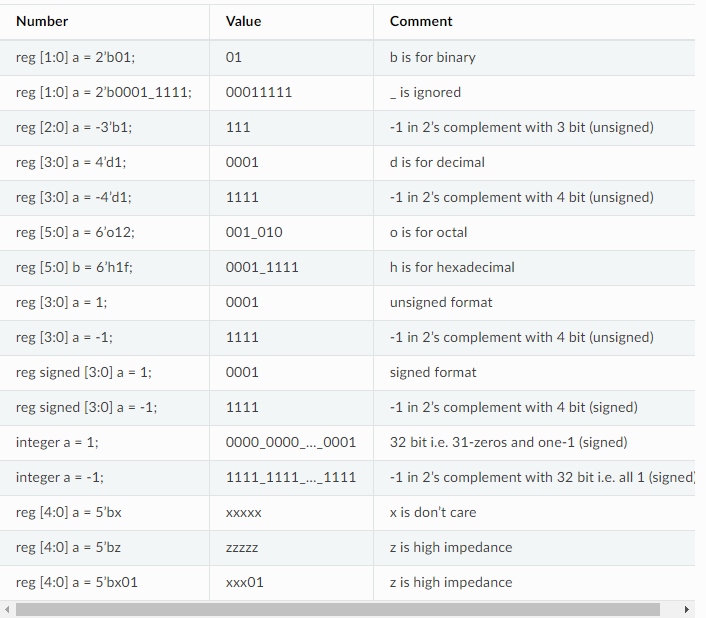 Number Value Comment
reg [1:0] a = 2’b01; 01 b is for binary
reg [1:0] a = 2’b0001_1111; 00011111 _ is ignored
reg [2:0] a = -3’b1; 111 -1 in 2’s complement with 3 bit (unsigned)
reg [3:0] a = 4’d1; 0001 d is for decimal
reg [3:0] a = -4’d1; 1111 -1 in 2’s complement with 4 bit (unsigned)
reg [5:0] a = 6’o12; 001_010 o is for octal
reg [5:0] b = 6’h1f; 0001_1111 h is for hexadecimal
reg [3:0] a = 1; 0001 unsigned format
reg [3:0] a = -1; 1111 -1 in 2’s complement with 4 bit (unsigned)
reg signed [3:0] a = 1; 0001 signed format
reg signed [3:0] a = -1; 1111 -1 in 2’s complement with 4 bit (signed)
integer a = 1; 0000_0000_…_0001 32 bit i.e. 31-zeros and one-1 (signed)
integer a = -1; 1111_1111_…_1111 -1 in 2’s complement with 32 bit i.e. all 1 (signed)
reg [4:0] a = 5’bx xxxxx x is don’t care
reg [4:0] a = 5’bz zzzzz z is high impedance
reg [4:0] a = 5’bx01 xxx01 z is high impedance